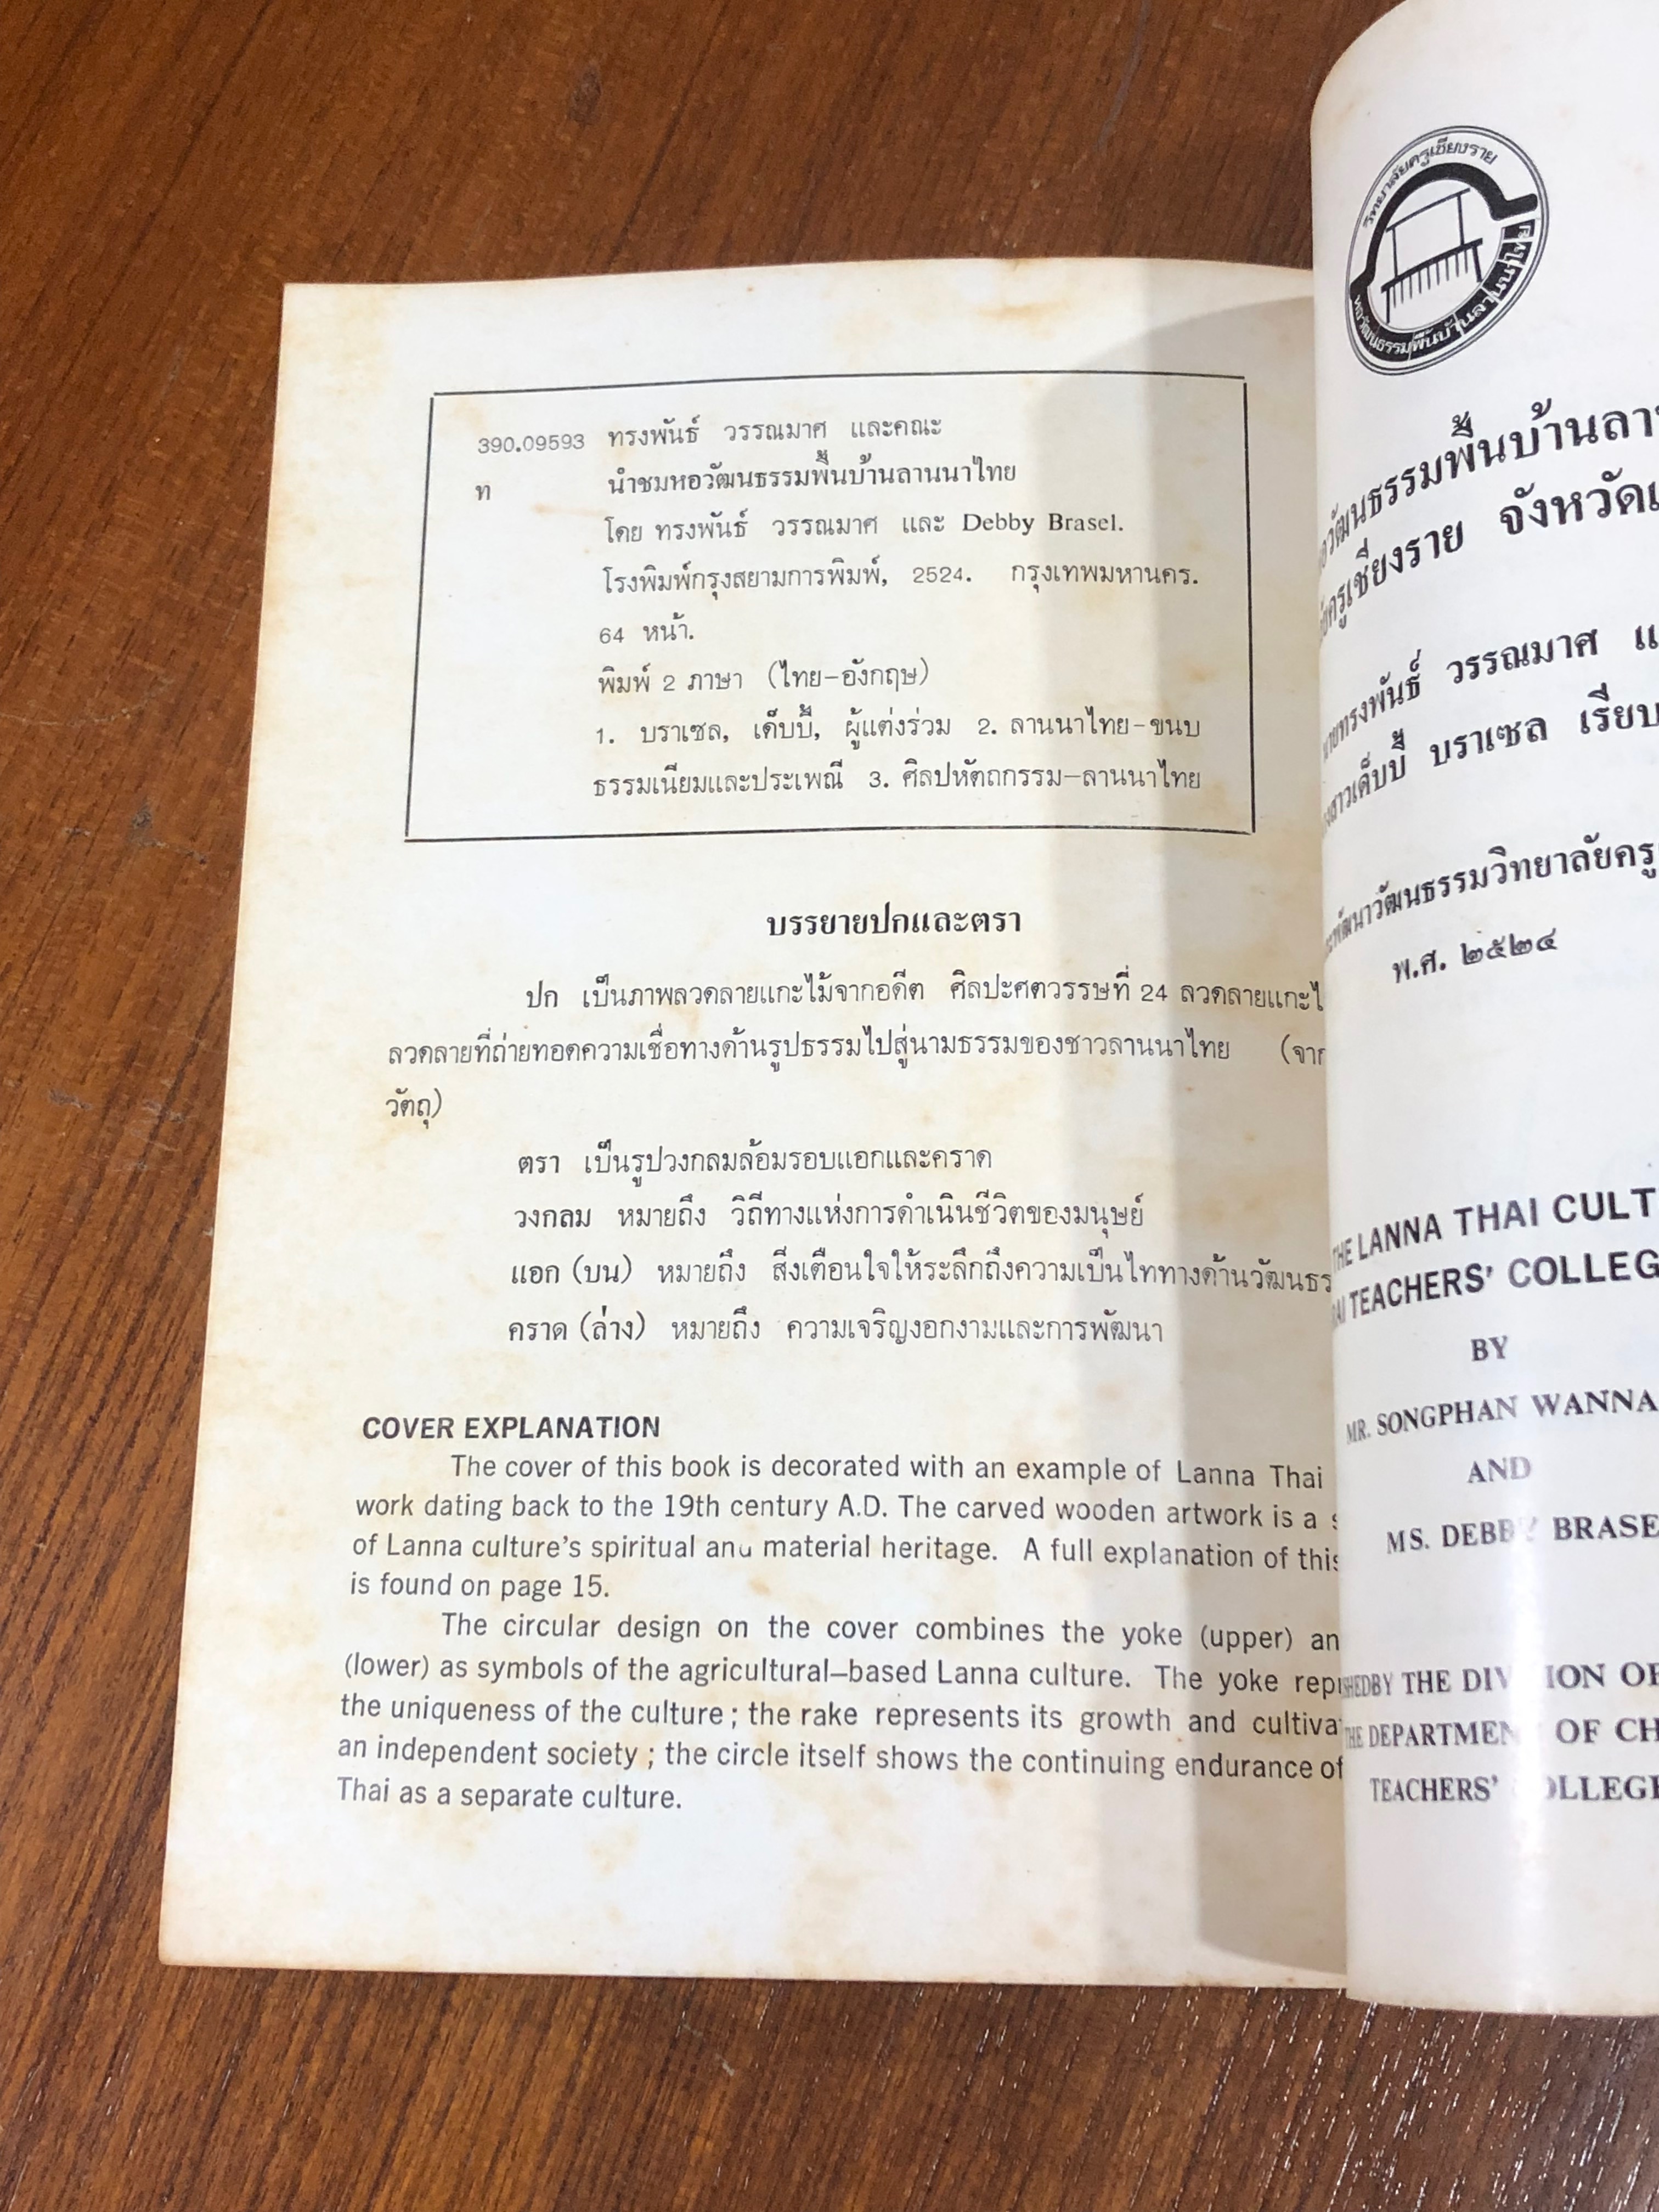 390.09593 ทรงพันธ์ วรรณมาศ และคณะ
ท นำชมหอวัฒนธรรมพื้นบ้านลานนาไทย
โดย ทรงพันธ์ วรรณมาศ และ Debby Brasel.
โรงพิมพ์กรุงสยามการพิมพ์, 2524. กรุงเทพมหานคร.
64 หน้า.
พิมพ์ 2 ภาษา (ไทย-อังกฤษ)
1. บราเซล, เด็บบี้, ผู้แต่งร่วม 2. ลานนาไทย-ขนบ
ธรรมเนียมและประเพณี 3. ศิลปหัตถกรรม-ลานนาไทย
บรรยายปกและตรา
ปก เป็นภาพลวดลายแกะไม้จากอดีต ศิลปะศตวรรษที่ 24 ลวดลายแกะไ
ลวดลายที่ถ่ายทอดความเชื่อทางด้านรูปธรรมไปสู่นามธรรมของชาวลานนาไทย (จาก
วัตถุ)
ตรา เป็นรูปวงกลมล้อมรอบแอกและคราด
วงกลม หมายถึง วิถีทางแห่งการดำเนินชีวิตของมนุษย์
แอก (บน) หมายถึง สิ่งเตือนใจให้ระลึกถึงความเป็นไททางด้านวัฒนธร
คราด (ล่าง) หมายถึง ความเจริญงอกงามและการพัฒนา
COVER EXPLANATION
The cover of this book is decorated with an example of Lanna Thai
work dating back to the 19th century A.D. The carved wooden artwork is a
of Lanna culture's spiritual and material heritage. A full explanation of this
is found on page 15.
The circular design on the cover combines the yoke (upper) an
(lower) as symbols of the agricultural–based Lanna culture. The yoke rep
the uniqueness of the culture ; the rake represents its growth and cultiva
an independent society ; the circle itself shows the continuing endurance of
Thai as a separate culture.
วิทยาลัยครูเชียงราย
หอวัฒนธรรมพื้นบ้านลานนาไทย
อวัฒนธรรมพื้นบ้านลาน
ัยครูเชียงราย จังหวัดเ
นายทรงพันธ์ วรรณมาศ แ
งสาวเด็บบี้ บราเซล เรียบ
ะพัฒนาวัฒนธรรมวิทยาลัยครู
พ.ศ. ๒๕๒๔
THE LANNA THAI CULT
AI TEACHERS' COLLEG
BY
MR. SONGPHAN WANNA
AND
MS. DEBBY BRASE
SHED BY THE DIVISION OF
THE DEPARTMENT OF CH
TEACHERS' COLLEGE